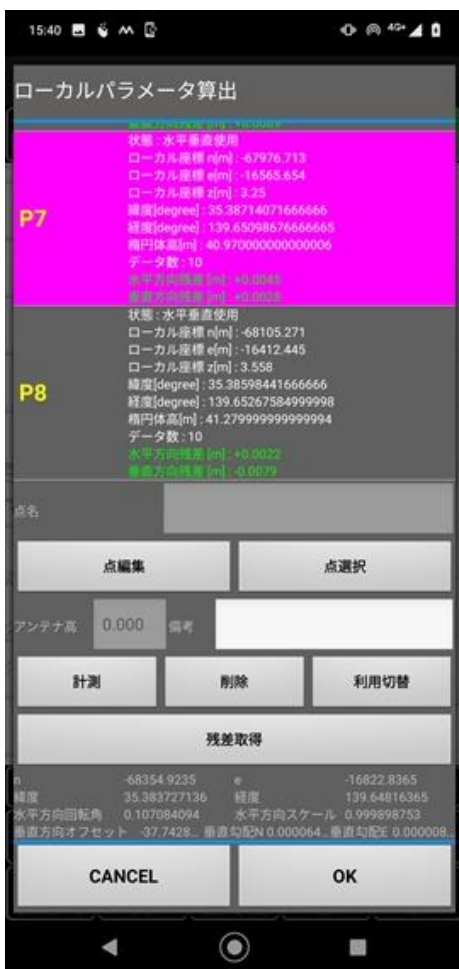 15:40
4G+
ローカルパラメータ算出
垂直方向残差 [m] : +0.0089
状態 : 水平垂直使用
ローカル座標 n[m] : -67976.713
ローカル座標 e[m] : -16565.654
ローカル座標 z[m] : 3.25
P7
緯度[degree] : 35.38714071666666
経度[degree] : 139.65098676666665
楕円体高[m] : 40.970000000000006
データ数 : 10
水平方向残差 [m] : +0.0045
垂直方向残差 [m] : +0.0028
状態 : 水平垂直使用
ローカル座標 n[m] : -68105.271
ローカル座標 e[m] : -16412.445
ローカル座標 z[m] : 3.558
P8
緯度[degree] : 35.38598441666666
経度[degree] : 139.65267584999998
楕円体高[m] : 41.279999999999994
データ数 : 10
水平方向残差 [m] : +0.0022
垂直方向残差 [m] : -0.0079
点名
点編集 点選択
アンテナ高 0.000 備考
計測 削除 利用切替
残差取得
n -68354.9235 e -16822.8365
緯度 35.383727136 経度 139.64816365
水平方向回転角 0.107084094 水平方向スケール 0.999898753
垂直方向オフセット -37.7428... 垂直勾配N 0.000064... 垂直勾配E 0.000008...
CANCEL OK